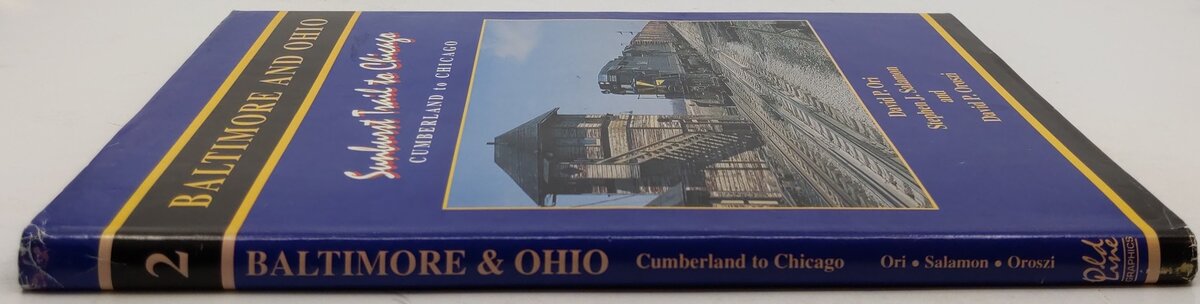 BALTIMORE AND OHIO
Sunburst Trail to Chicago
CUMBERLAND to CHICAGO
David P. Ori
Stephen J. Salamon
and
David P. Oroszi
2
BALTIMORE & OHIO
Cumberland to Chicago
Ori • Salamon • Oroszi
Old Line
GRAPHICS